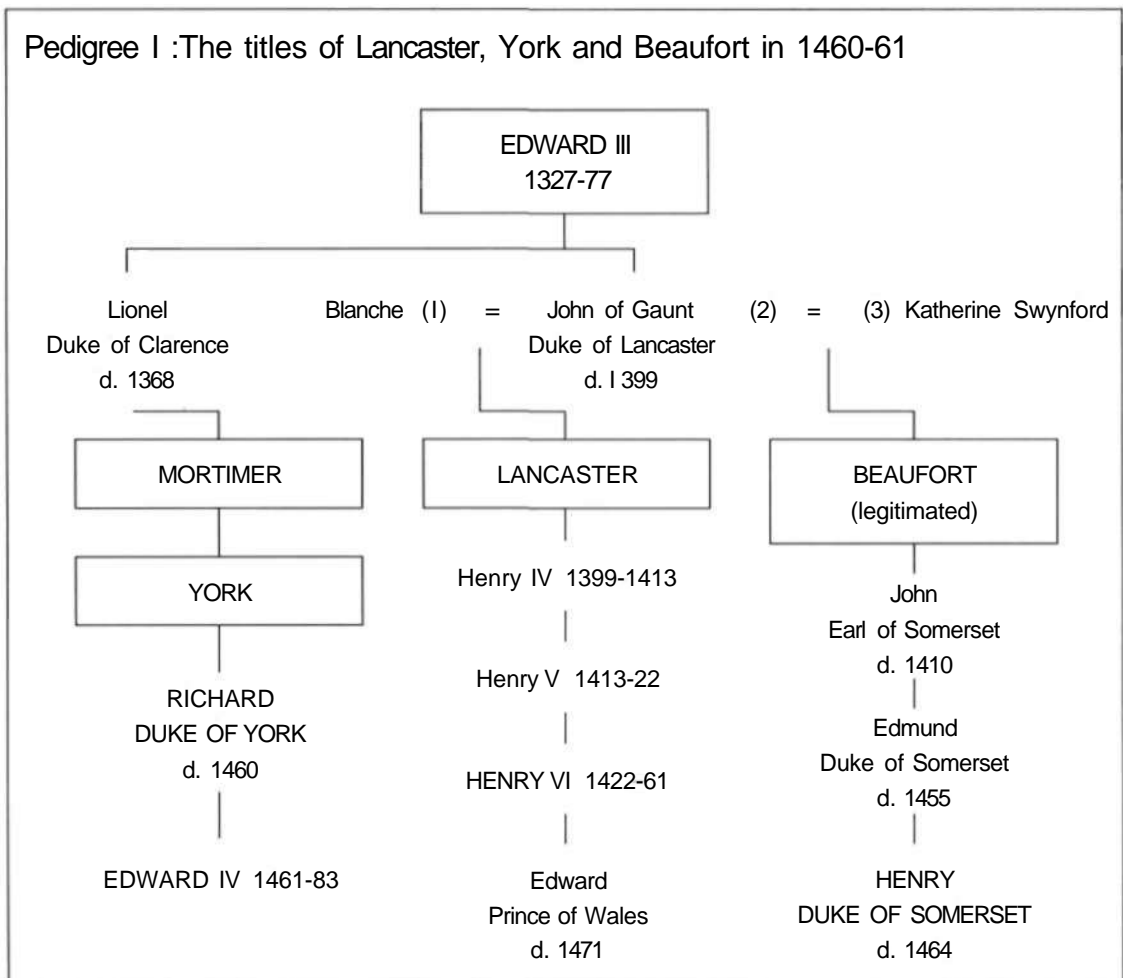 Pedigree I :The titles of Lancaster, York and Beaufort in 1460-61
EDWARD III
1327-77
Lionel
Duke of Clarence
d. 1368
Blanche (I) = John of Gaunt (2) = (3) Katherine Swynford
Duke of Lancaster
d. I 399
MORTIMER
YORK
RICHARD
DUKE OF YORK
d. 1460
EDWARD IV 1461-83
LANCASTER
Henry IV 1399-1413
Henry V 1413-22
HENRY VI 1422-61
Edward
Prince of Wales
d. 1471
BEAUFORT
(legitimated)
John
Earl of Somerset
d. 1410
Edmund
Duke of Somerset
d. 1455
HENRY
DUKE OF SOMERSET
d. 1464